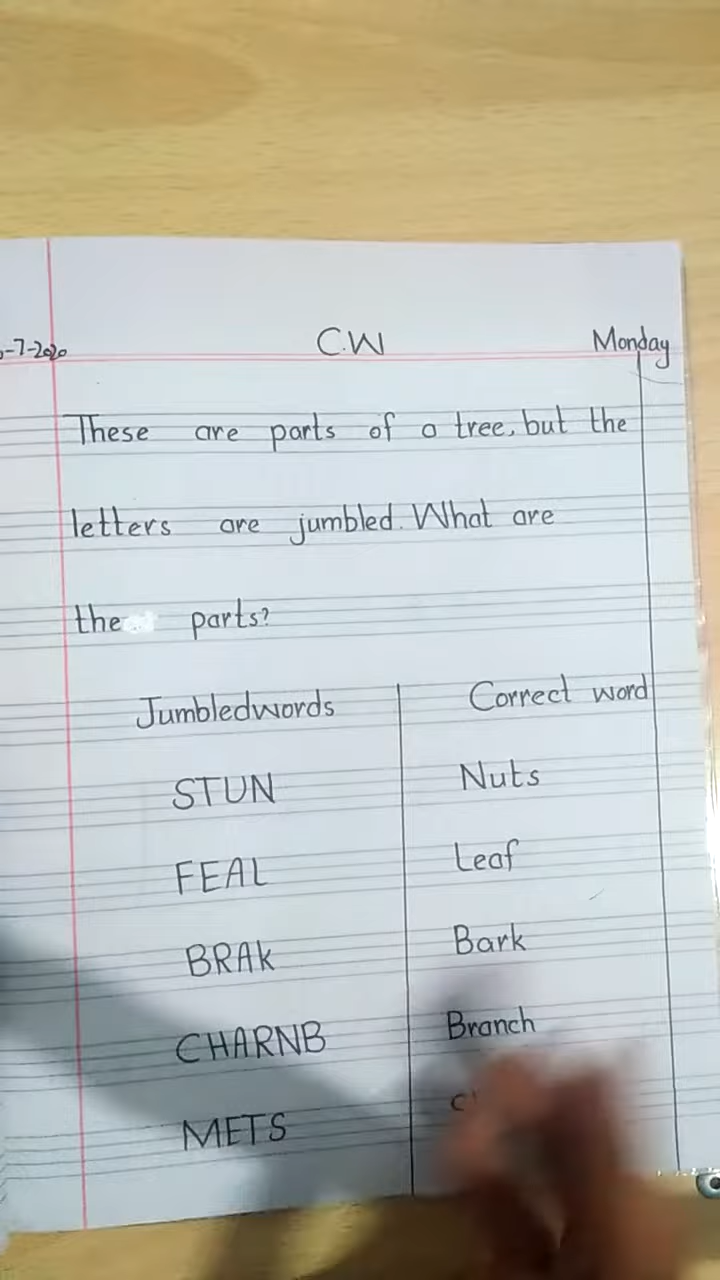 -7-2020 C.W Monday
These are parts of a tree, but the
letters are jumbled. What are
the parts?
Jumbledwords Correct word
STUN Nuts
FEAL Leaf
BRAK Bark
CHARNB Branch
METS